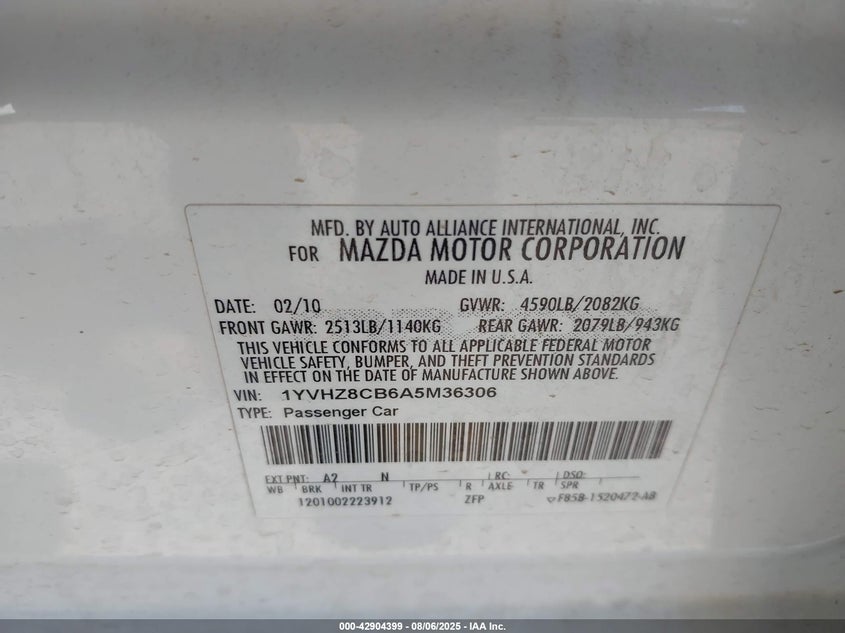 MFD. BY AUTO ALLIANCE INTERNATIONAL, INC.
FOR MAZDA MOTOR CORPORATION
MADE IN U.S.A.
DATE: 02/10 GVWR: 4590LB/2082KG
FRONT GAWR: 2513LB/1140KG REAR GAWR: 2079LB/943KG
THIS VEHICLE CONFORMS TO ALL APPLICABLE FEDERAL MOTOR
VEHICLE SAFETY, BUMPER, AND THEFT PREVENTION STANDARDS
IN EFFECT ON THE DATE OF MANUFACTURE SHOWN ABOVE.
VIN: 1YVHZ8CB6A5M36306
TYPE: Passenger Car
EXT PNT: A2 N RC: DSO:
WB BRK INT TR TP/PS R AXLE TR SPR
1201002223912 ZFP F85B-1520472-AB
000-42904399 - 08/06/2025 - IAA Inc.